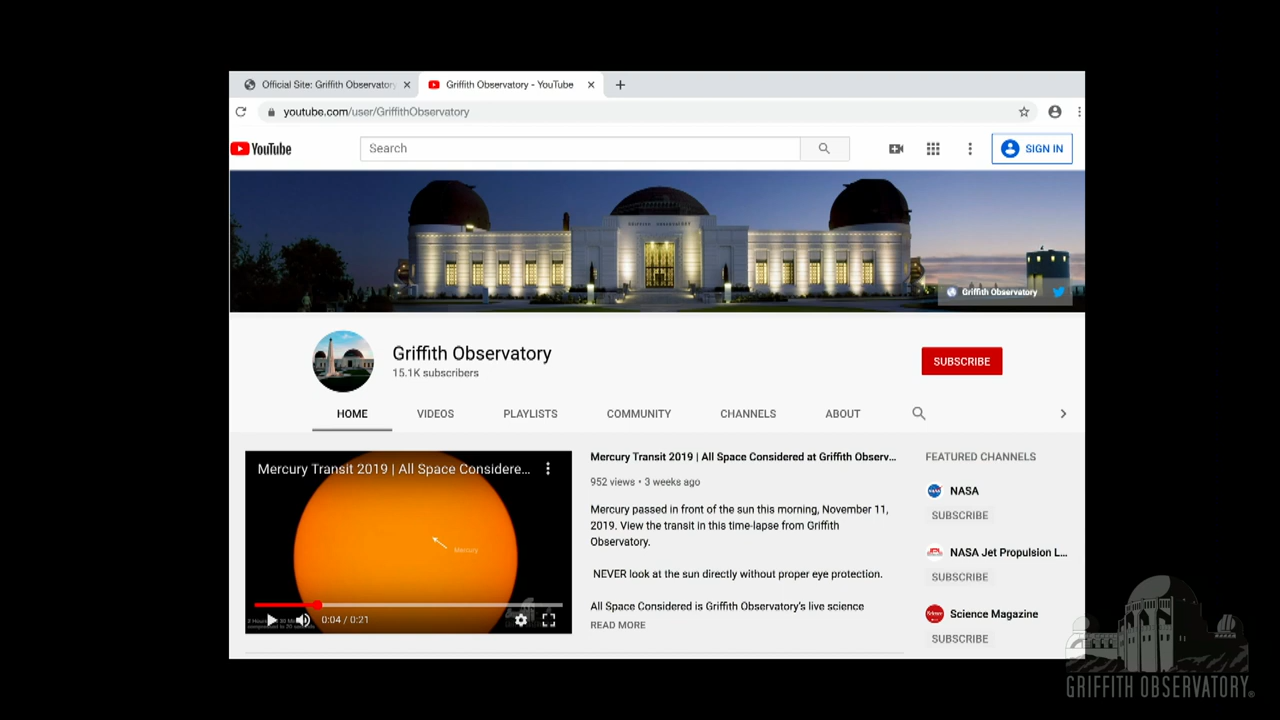 Official Site: Griffith Observatory
Griffith Observatory - YouTube
youtube.com/user/GriffithObservatory
YouTube
Search
SIGN IN
GRIFFITH OBSERVATORY
Griffith Observatory
Griffith Observatory
15.1K subscribers
SUBSCRIBE
HOME VIDEOS PLAYLISTS COMMUNITY CHANNELS ABOUT
Mercury Transit 2019 | All Space Considere...
Mercury
0:04 / 0:21
Mercury Transit 2019 | All Space Considered at Griffith Observ...
952 views • 3 weeks ago
Mercury passed in front of the sun this morning, November 11,
2019. View the transit in this time-lapse from Griffith
Observatory.
NEVER look at the sun directly without proper eye protection.
All Space Considered is Griffith Observatory's live science
READ MORE
FEATURED CHANNELS
NASA
SUBSCRIBE
NASA Jet Propulsion L...
SUBSCRIBE
Science Magazine
SUBSCRIBE
GRIFFITH OBSERVATORY®